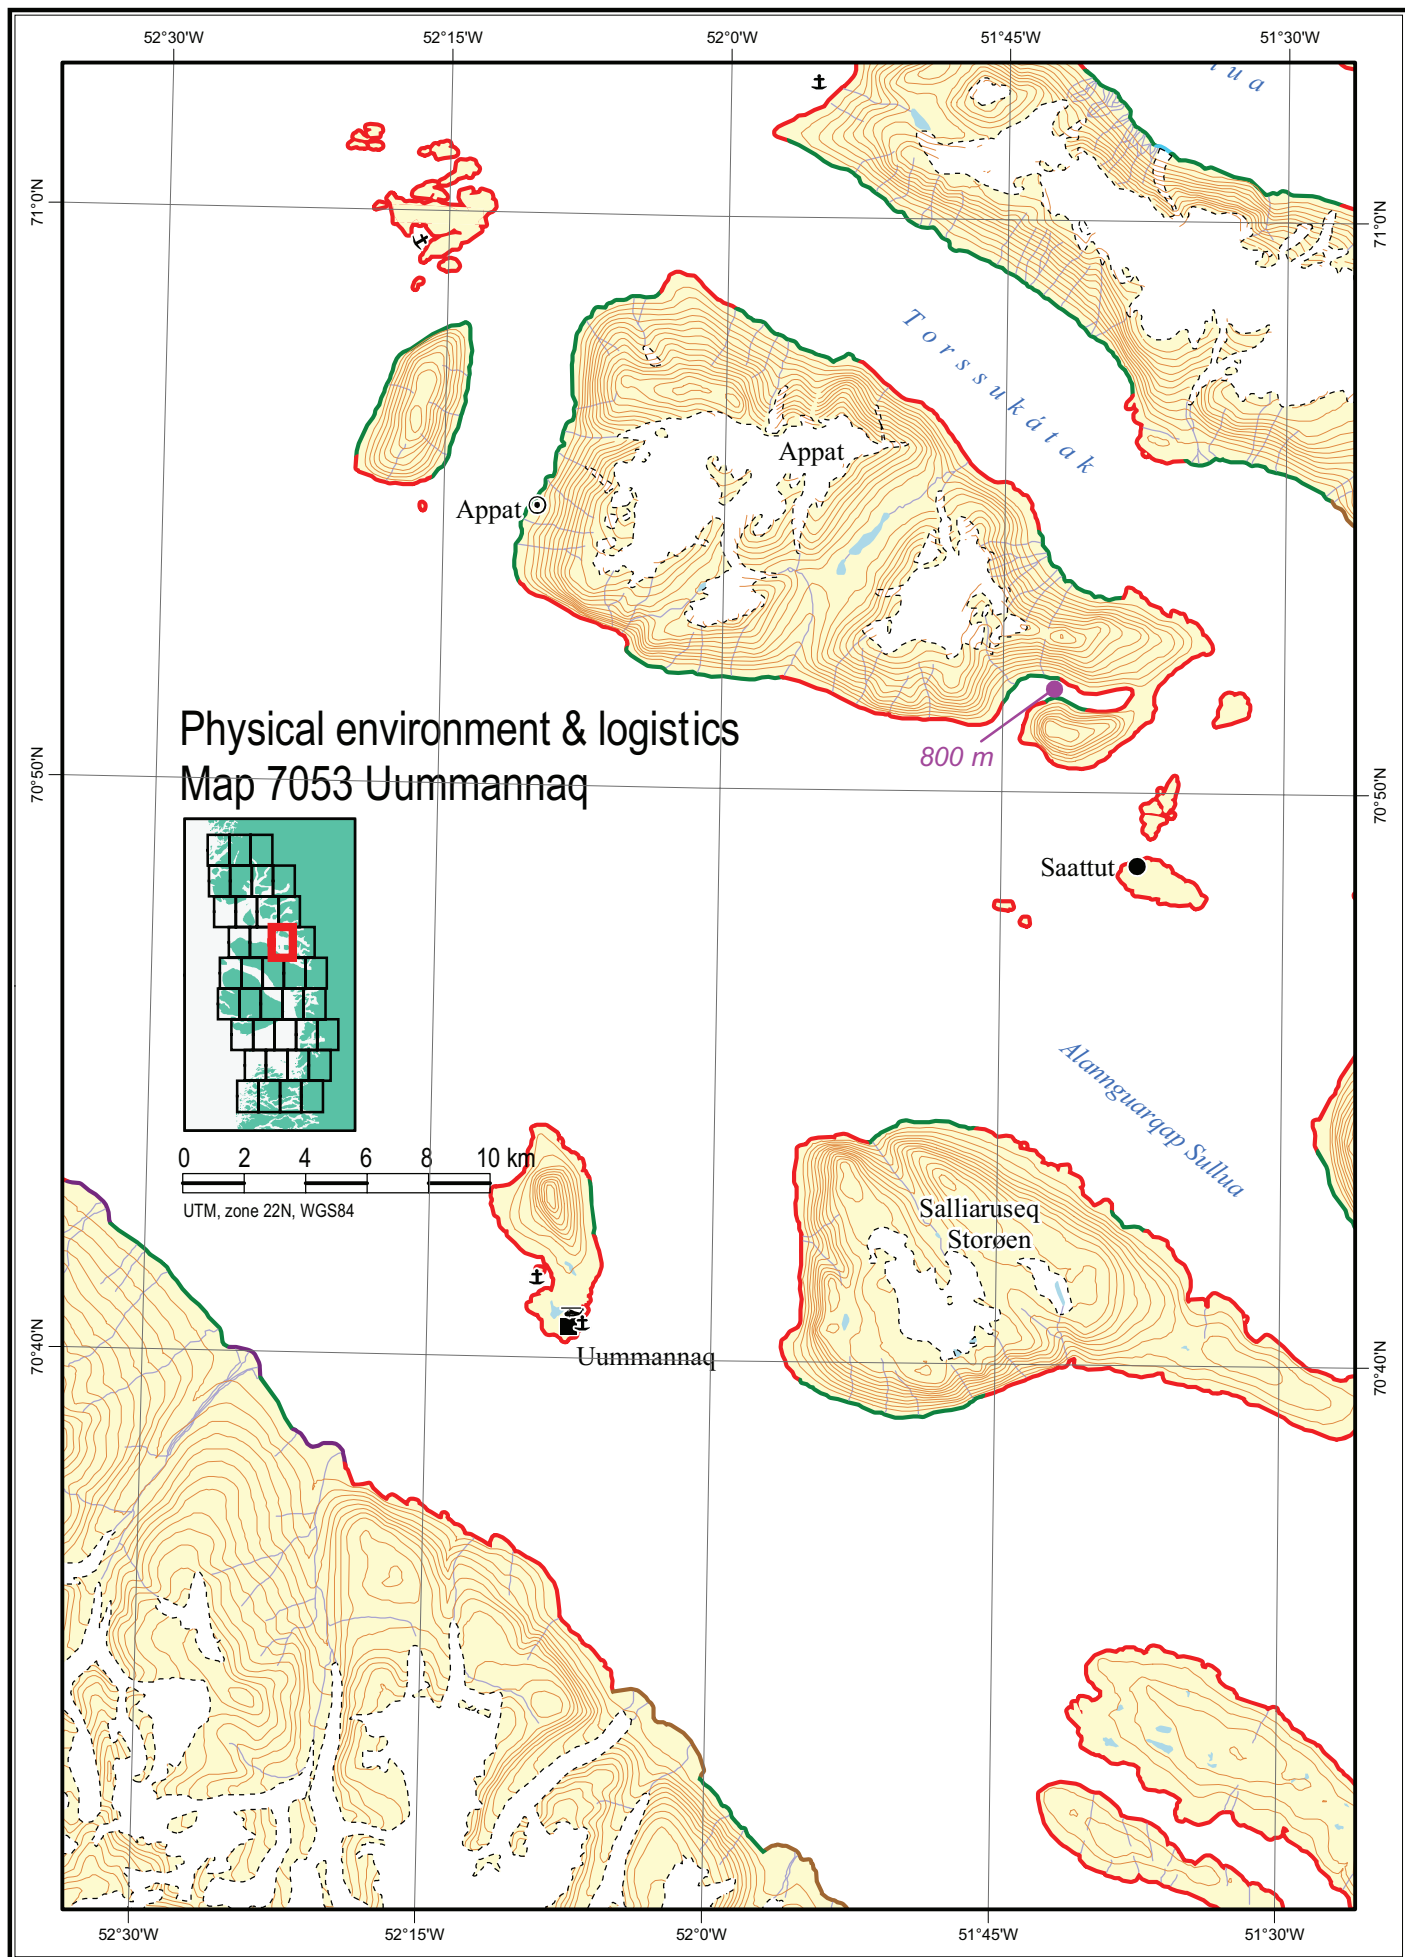 52°30'W 52°15'W 52°0'W 51°45'W 51°30'W
71°0'N
71°0'N
Torssukátak
Appat
Appat
Physical environment & logistics
Map 7053 Uummannaq
800 m
70°50'N
70°50'N
Saattut
Alannguarqap Sullua
0 2 4 6 8 10 km
UTM, zone 22N, WGS84
Salliaruseq
Storøen
Uummannaq
70°40'N
70°40'N
52°30'W 52°15'W 52°0'W 51°45'W 51°30'W